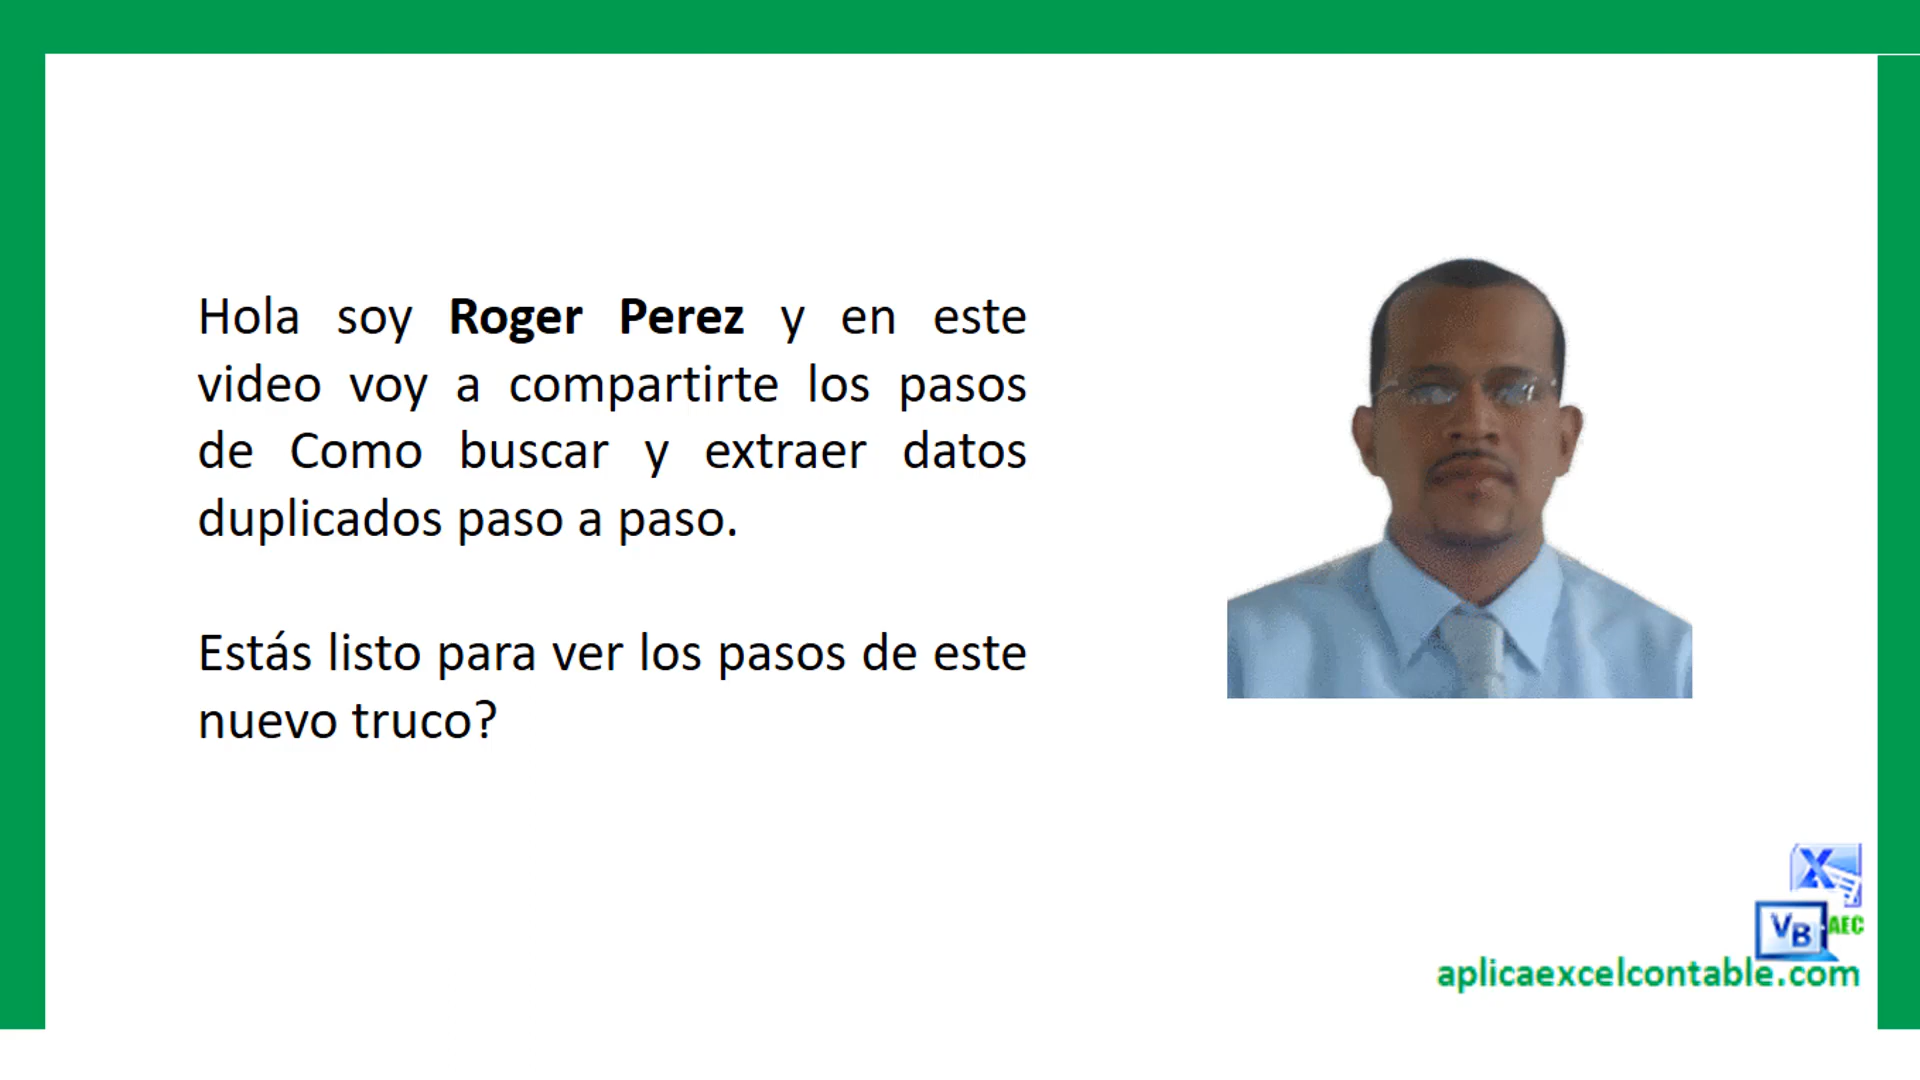 Hola soy Roger Perez y en este
video voy a compartirte los pasos
de Como buscar y extraer datos
duplicados paso a paso.
Estás listo para ver los pasos de este
nuevo truco?
X
VB AEC
aplicaexcelcontable.com